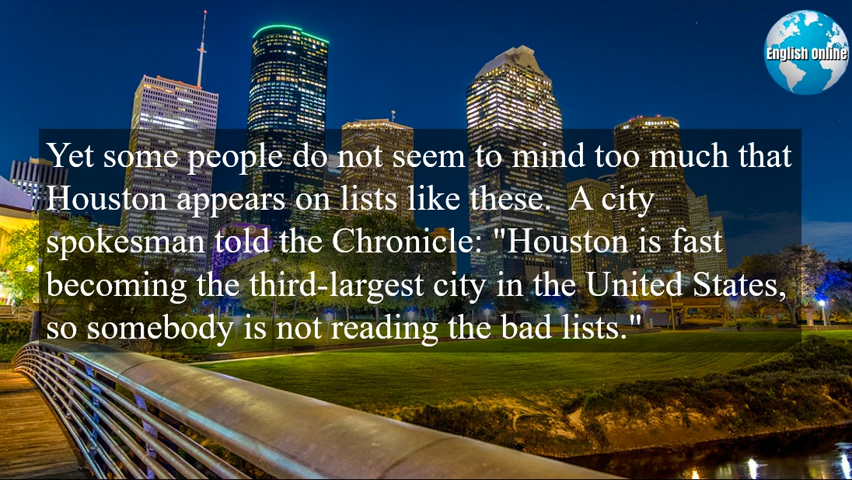 English Online
Yet some people do not seem to mind too much that
Houston appears on lists like these.  A city
spokesman told the Chronicle: "Houston is fast
becoming the third-largest city in the United States,
so somebody is not reading the bad lists."